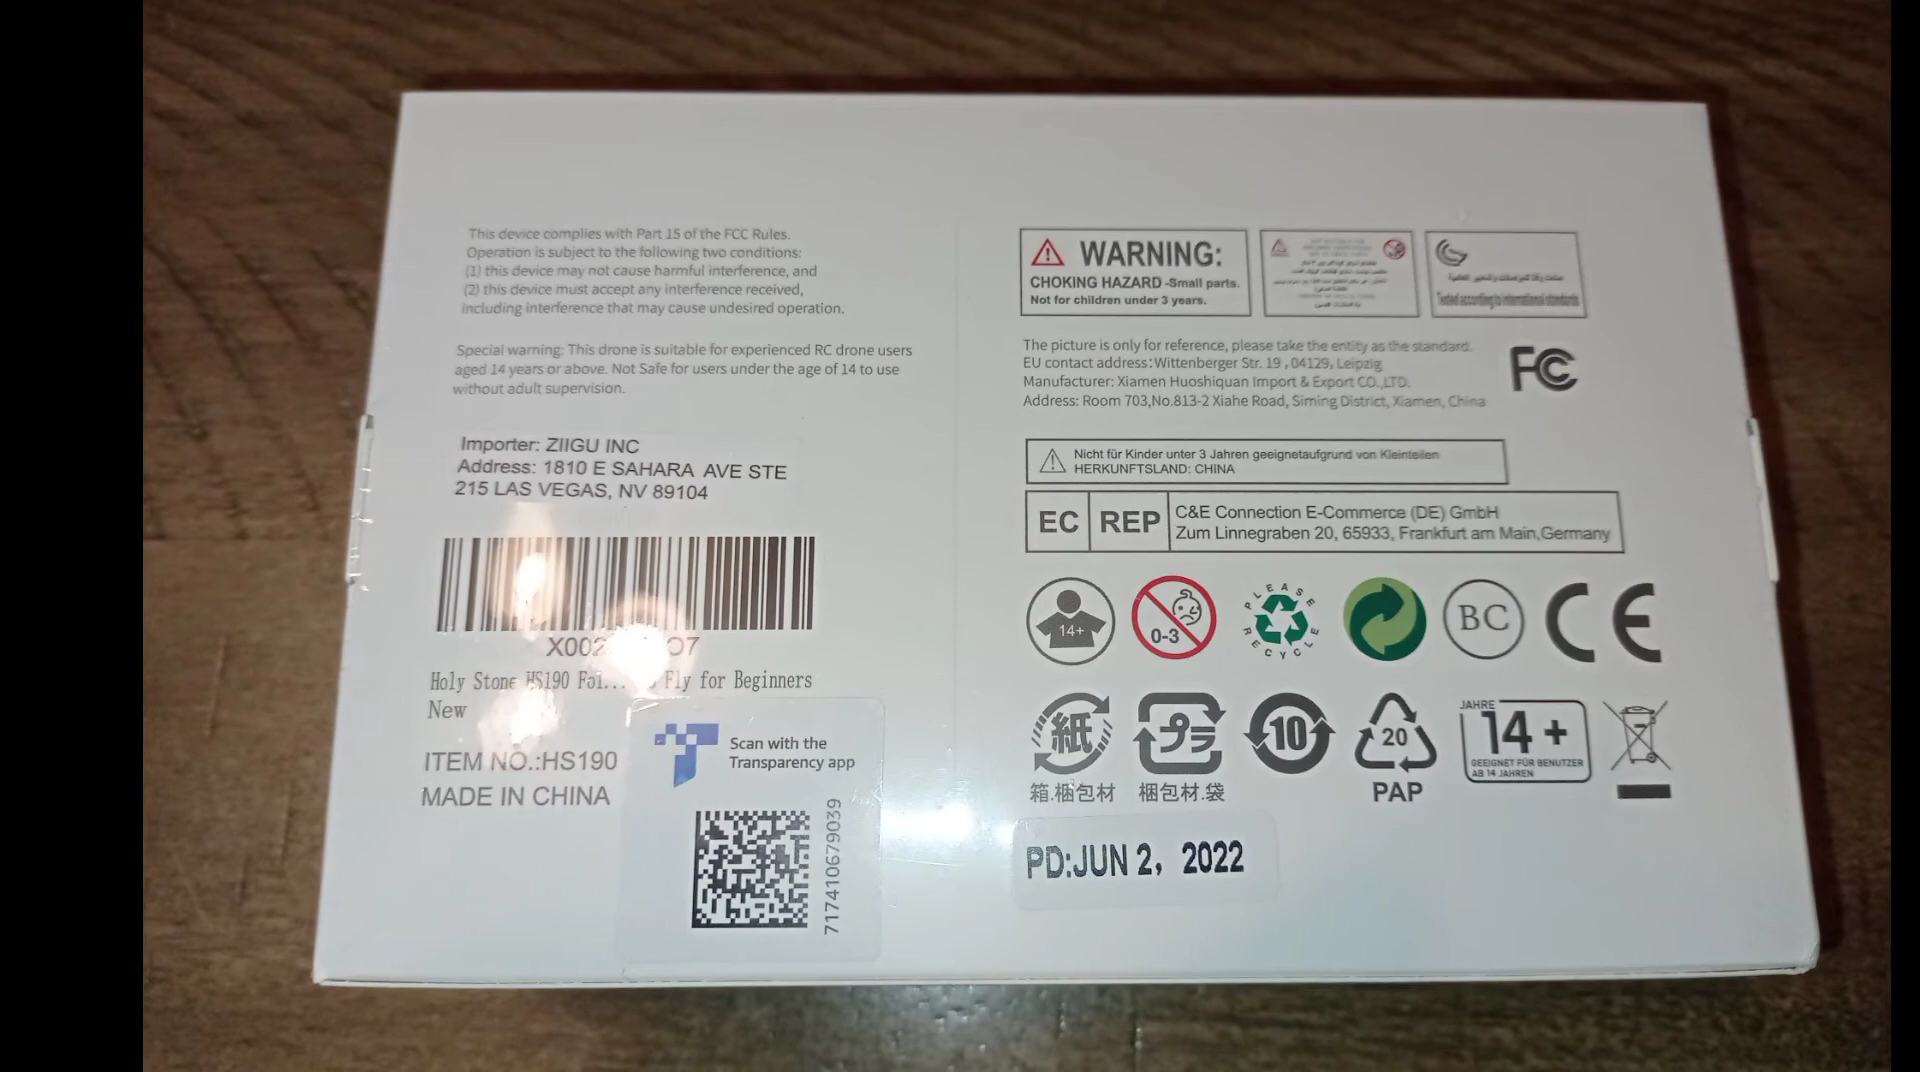 This device complies with Part 15 of the FCC Rules.
Operation is subject to the following two conditions:
(1) this device may not cause harmful interference, and
(2) this device must accept any interference received,
including interference that may cause undesired operation.
Special warning: This drone is suitable for experienced RC drone users
aged 14 years or above. Not Safe for users under the age of 14 to use
without adult supervision.
Importer: ZIIGU INC
Address: 1810 E SAHARA AVE STE
215 LAS VEGAS, NV 89104
Holy Stone HS190 Fly for Beginners
New
ITEM NO.:HS190
MADE IN CHINA
Scan with the
Transparency app
717410679039
WARNING:
CHOKING HAZARD -Small parts.
Not for children under 3 years.
Tested according to international standards
The picture is only for reference, please take the entity as the standard.
EU contact address:Wittenberger Str. 19 ,04129, Leipzig
Manufacturer: Xiamen Huoshiquan Import & Export CO.,LTD.
Address: Room 703,No.813-2 Xiahe Road, Siming District, Xiamen, China
FC
Nicht für Kinder unter 3 Jahren geeignetaufgrund von Kleinteilen
HERKUNFTSLAND: CHINA
EC REP
C&E Connection E-Commerce (DE) GmbH
Zum Linnegraben 20, 65933, Frankfurt am Main,Germany
14+
0-3
PLEASE
RECYCLE
BC
CE
紙
箱.梱包材
プラ
梱包材.袋
10
20
PAP
JAHRE
14 +
GEEIGNET FÜR BENUTZER
AB 14 JAHREN
PD:JUN 2, 2022